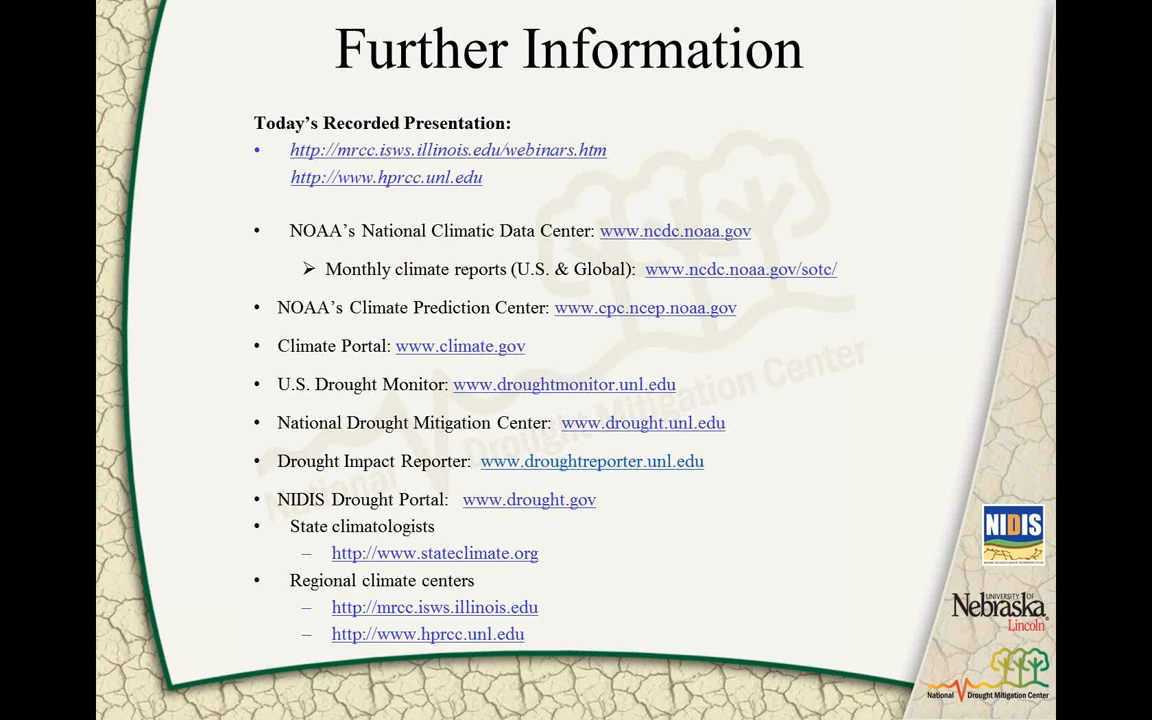 Further Information
Today’s Recorded Presentation:
• http://mrcc.isws.illinois.edu/webinars.htm
http://www.hprcc.unl.edu
• NOAA’s National Climatic Data Center: www.ncdc.noaa.gov
➢ Monthly climate reports (U.S. & Global): www.ncdc.noaa.gov/sotc/
• NOAA’s Climate Prediction Center: www.cpc.ncep.noaa.gov
• Climate Portal: www.climate.gov
• U.S. Drought Monitor: www.droughtmonitor.unl.edu
• National Drought Mitigation Center: www.drought.unl.edu
• Drought Impact Reporter: www.droughtreporter.unl.edu
• NIDIS Drought Portal: www.drought.gov
• State climatologists
– http://www.stateclimate.org
• Regional climate centers
– http://mrcc.isws.illinois.edu
– http://www.hprcc.unl.edu
National Drought Mitigation Center
NIDIS
UNIVERSITY OF
Nebraska
Lincoln
National Drought Mitigation Center